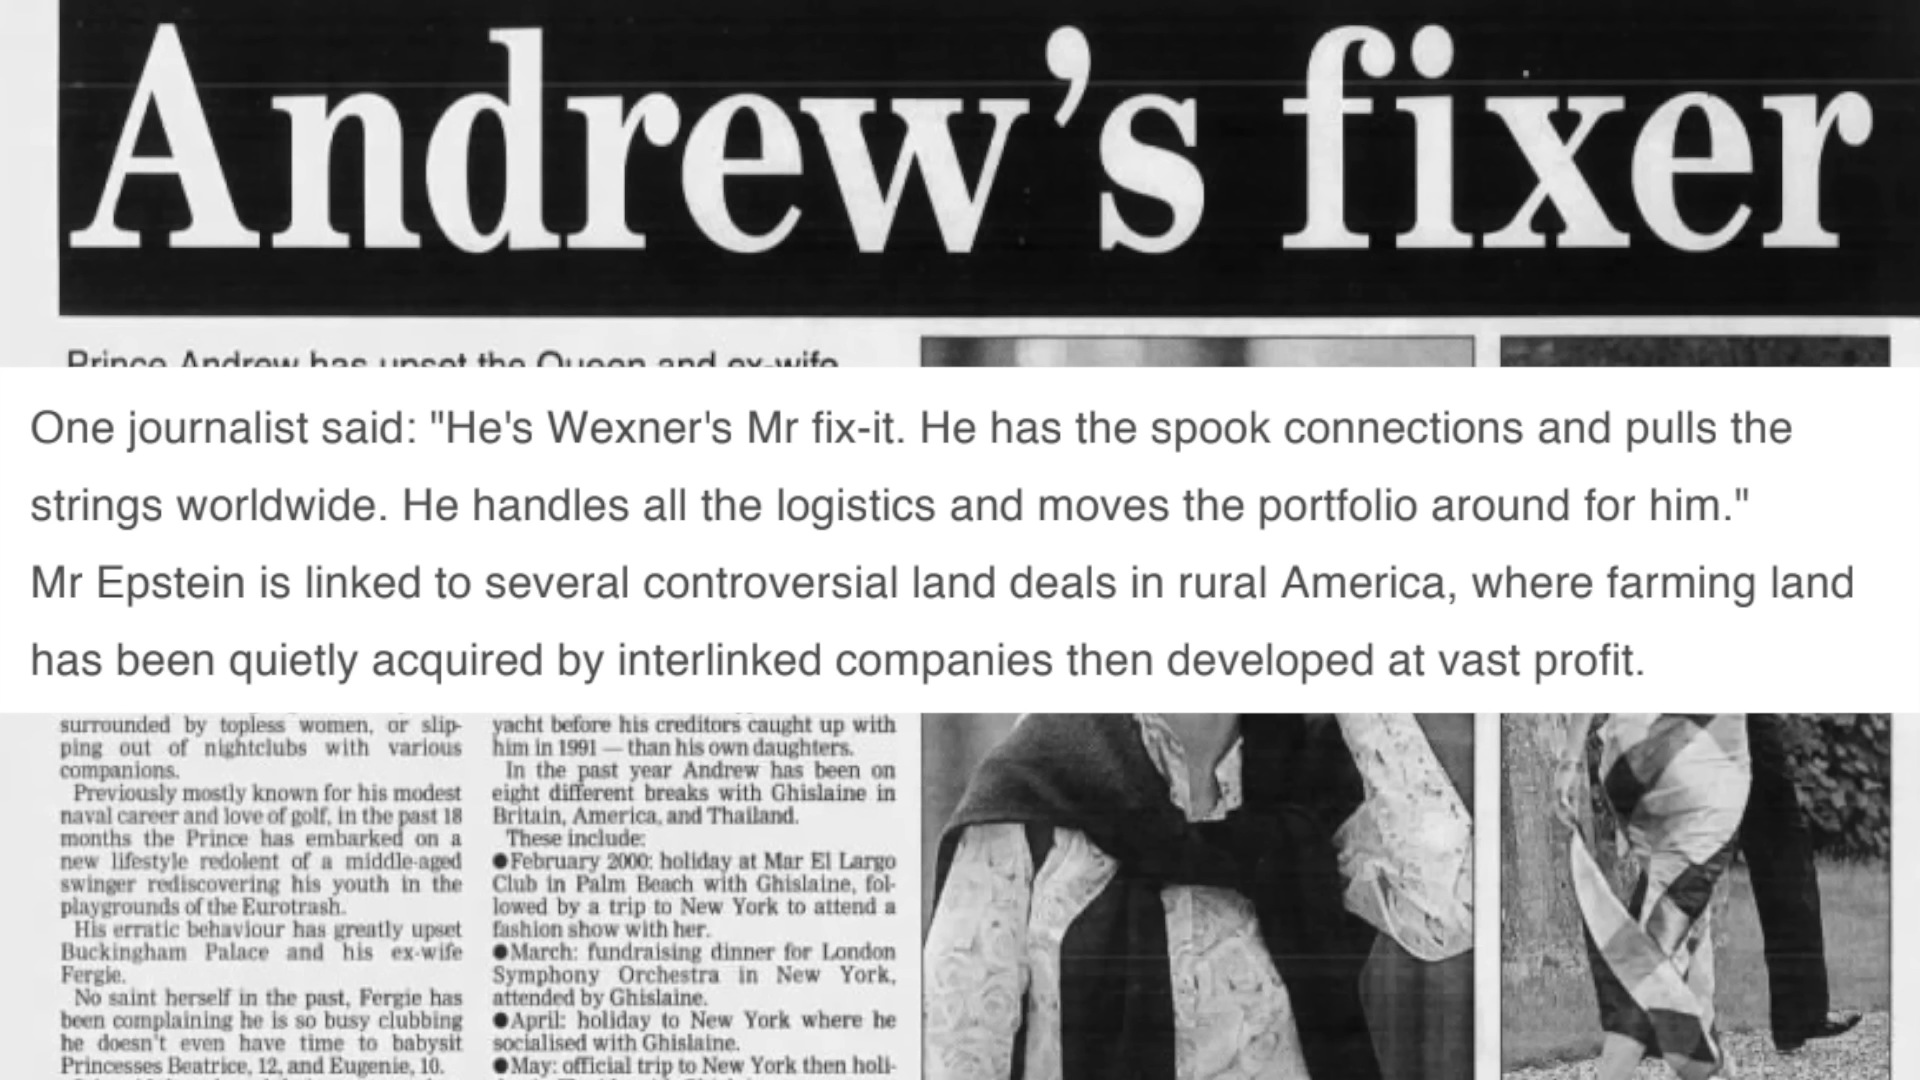 Andrew’s fixer
Prince Andrew has upset the Queen and ex-wife
One journalist said: "He's Wexner's Mr fix-it. He has the spook connections and pulls the
strings worldwide. He handles all the logistics and moves the portfolio around for him."
Mr Epstein is linked to several controversial land deals in rural America, where farming land
has been quietly acquired by interlinked companies then developed at vast profit.
surrounded by topless women, or slip-
ping out of nightclubs with various
companions.
Previously mostly known for his modest
naval career and love of golf, in the past 18
months the Prince has embarked on a
new lifestyle redolent of a middle-aged
swinger rediscovering his youth in the
playgrounds of the Eurotrash.
His erratic behaviour has greatly upset
Buckingham Palace and his ex-wife
Fergie.
No saint herself in the past, Fergie has
been complaining he is so busy clubbing
he doesn't even have time to babysit
Princesses Beatrice, 12, and Eugenie, 10.
yacht before his creditors caught up with
him in 1991 — than his own daughters.
In the past year Andrew has been on
eight different breaks with Ghislaine in
Britain, America, and Thailand.
These include:
●February 2000: holiday at Mar El Largo
Club in Palm Beach with Ghislaine, fol-
lowed by a trip to New York to attend a
fashion show with her.
●March: fundraising dinner for London
Symphony Orchestra in New York,
attended by Ghislaine.
●April: holiday to New York where he
socialised with Ghislaine.
●May: official trip to New York then holi-